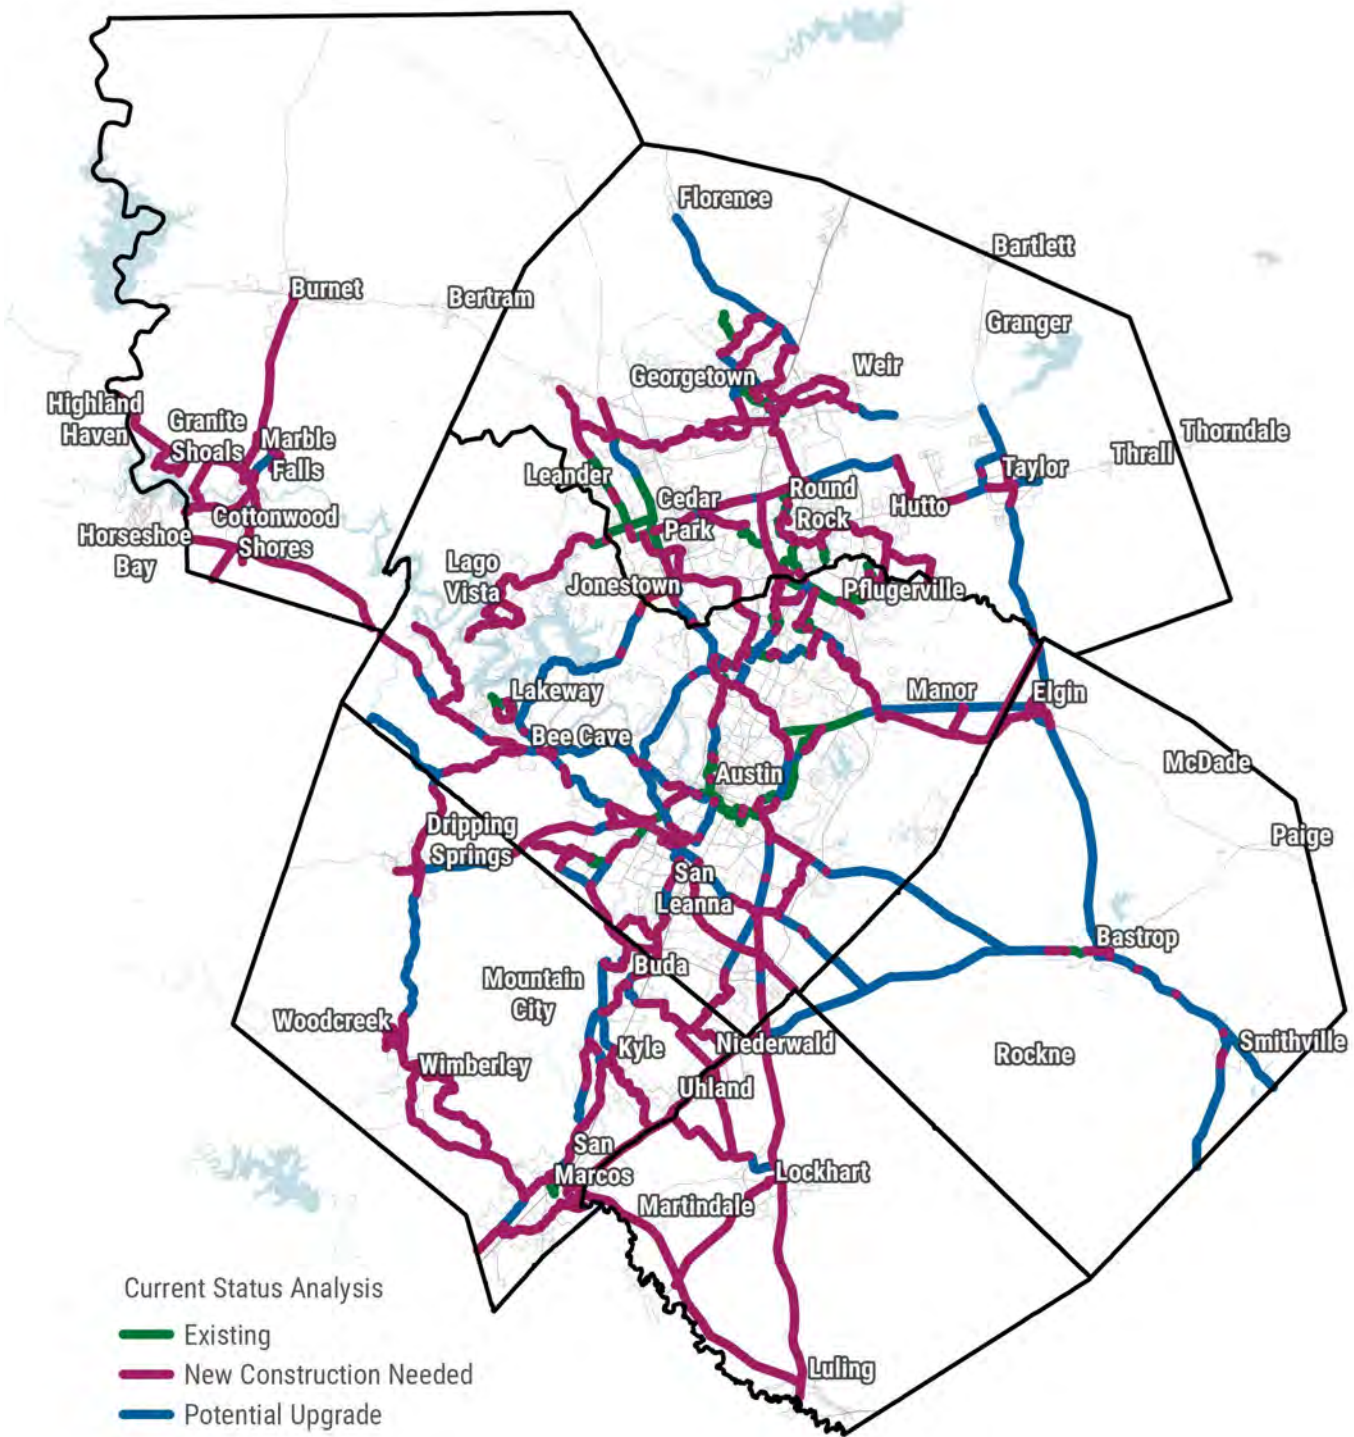 Florence
Bartlett
Burnet
Bertram
Granger
Georgetown
Weir
Highland
Haven
Granite
Shoals
Marble
Falls
Thorndale
Thrall
Taylor
Leander
Cedar
Park
Round
Rock
Hutto
Cottonwood
Shores
Horseshoe
Bay
Lago
Vista
Jonestown
Pflugerville
Lakeway
Manor
Elgin
Bee Cave
Austin
McDade
Dripping
Springs
Paige
San
Leanna
Bastrop
Mountain
City
Buda
Woodcreek
Kyle
Niederwald
Rockne
Smithville
Wimberley
Uhland
San
Marcos
Lockhart
Martindale
Luling
Current Status Analysis
Existing
New Construction Needed
Potential Upgrade